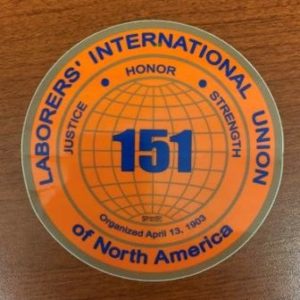 LABORERS' INTERNATIONAL UNION
of North America
JUSTICE • HONOR • STRENGTH
151
Organized April 13, 1903